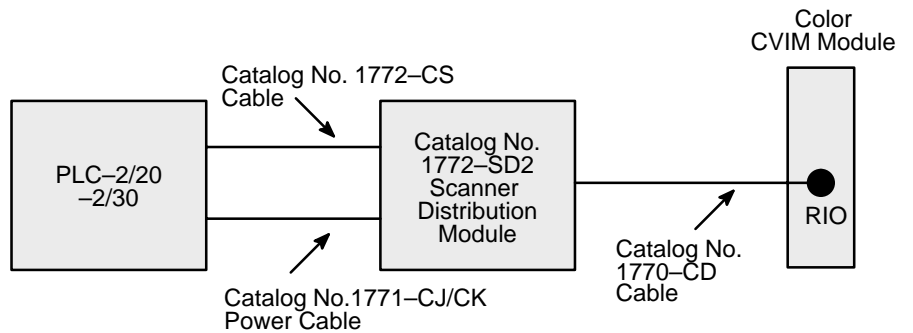 Color
CVIM Module
Catalog No. 1772–CS
Cable
PLC–2/20
–2/30
Catalog No.
1772–SD2
Scanner
Distribution
Module
RIO
Catalog No.
1770–CD
Cable
Catalog No.1771–CJ/CK
Power Cable